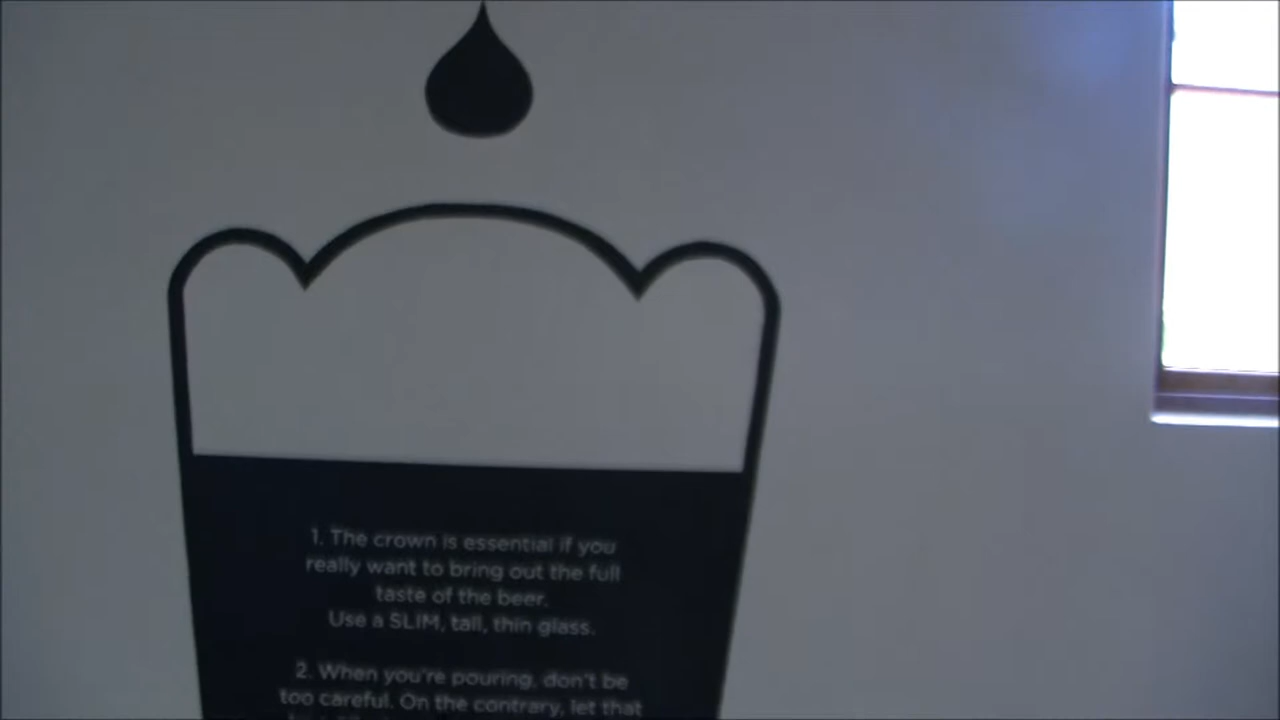 1. The crown is essential if you
really want to bring out the full
taste of the beer.
Use a SLIM, tall, thin glass.
2. When you're pouring, don't be
too careful. On the contrary, let that